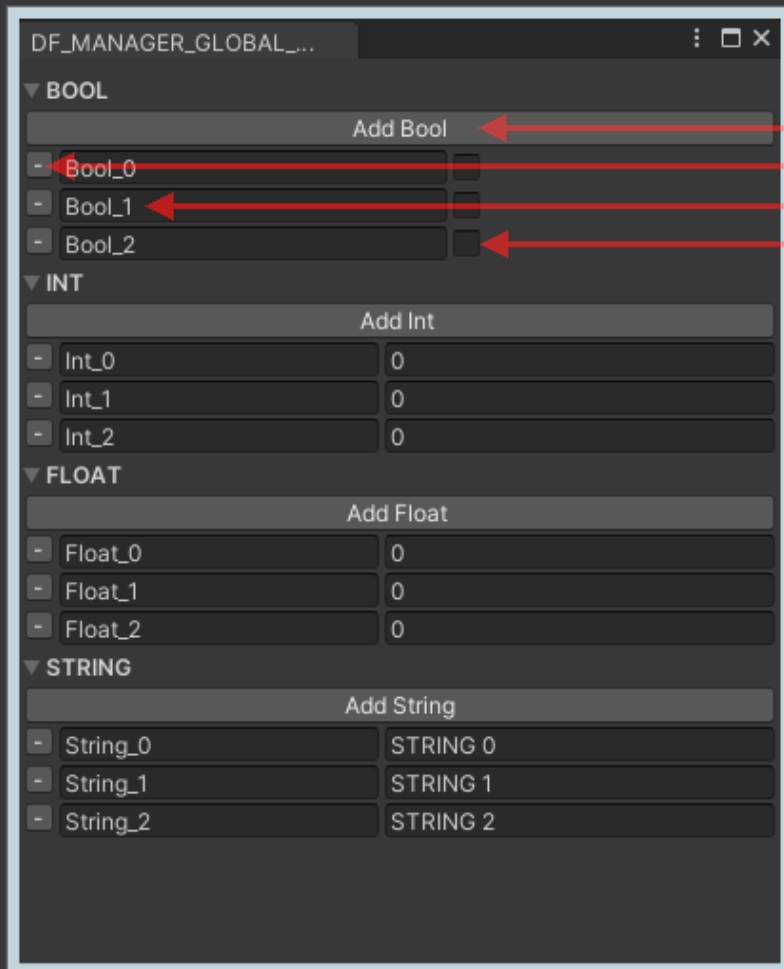 DF_MANAGER_GLOBAL_...
BOOL
Add Bool
- Bool_0
- Bool_1
- Bool_2
INT
Add Int
- Int_0 0
- Int_1 0
- Int_2 0
FLOAT
Add Float
- Float_0 0
- Float_1 0
- Float_2 0
STRING
Add String
- String_0 STRING 0
- String_1 STRING 1
- String_2 STRING 2